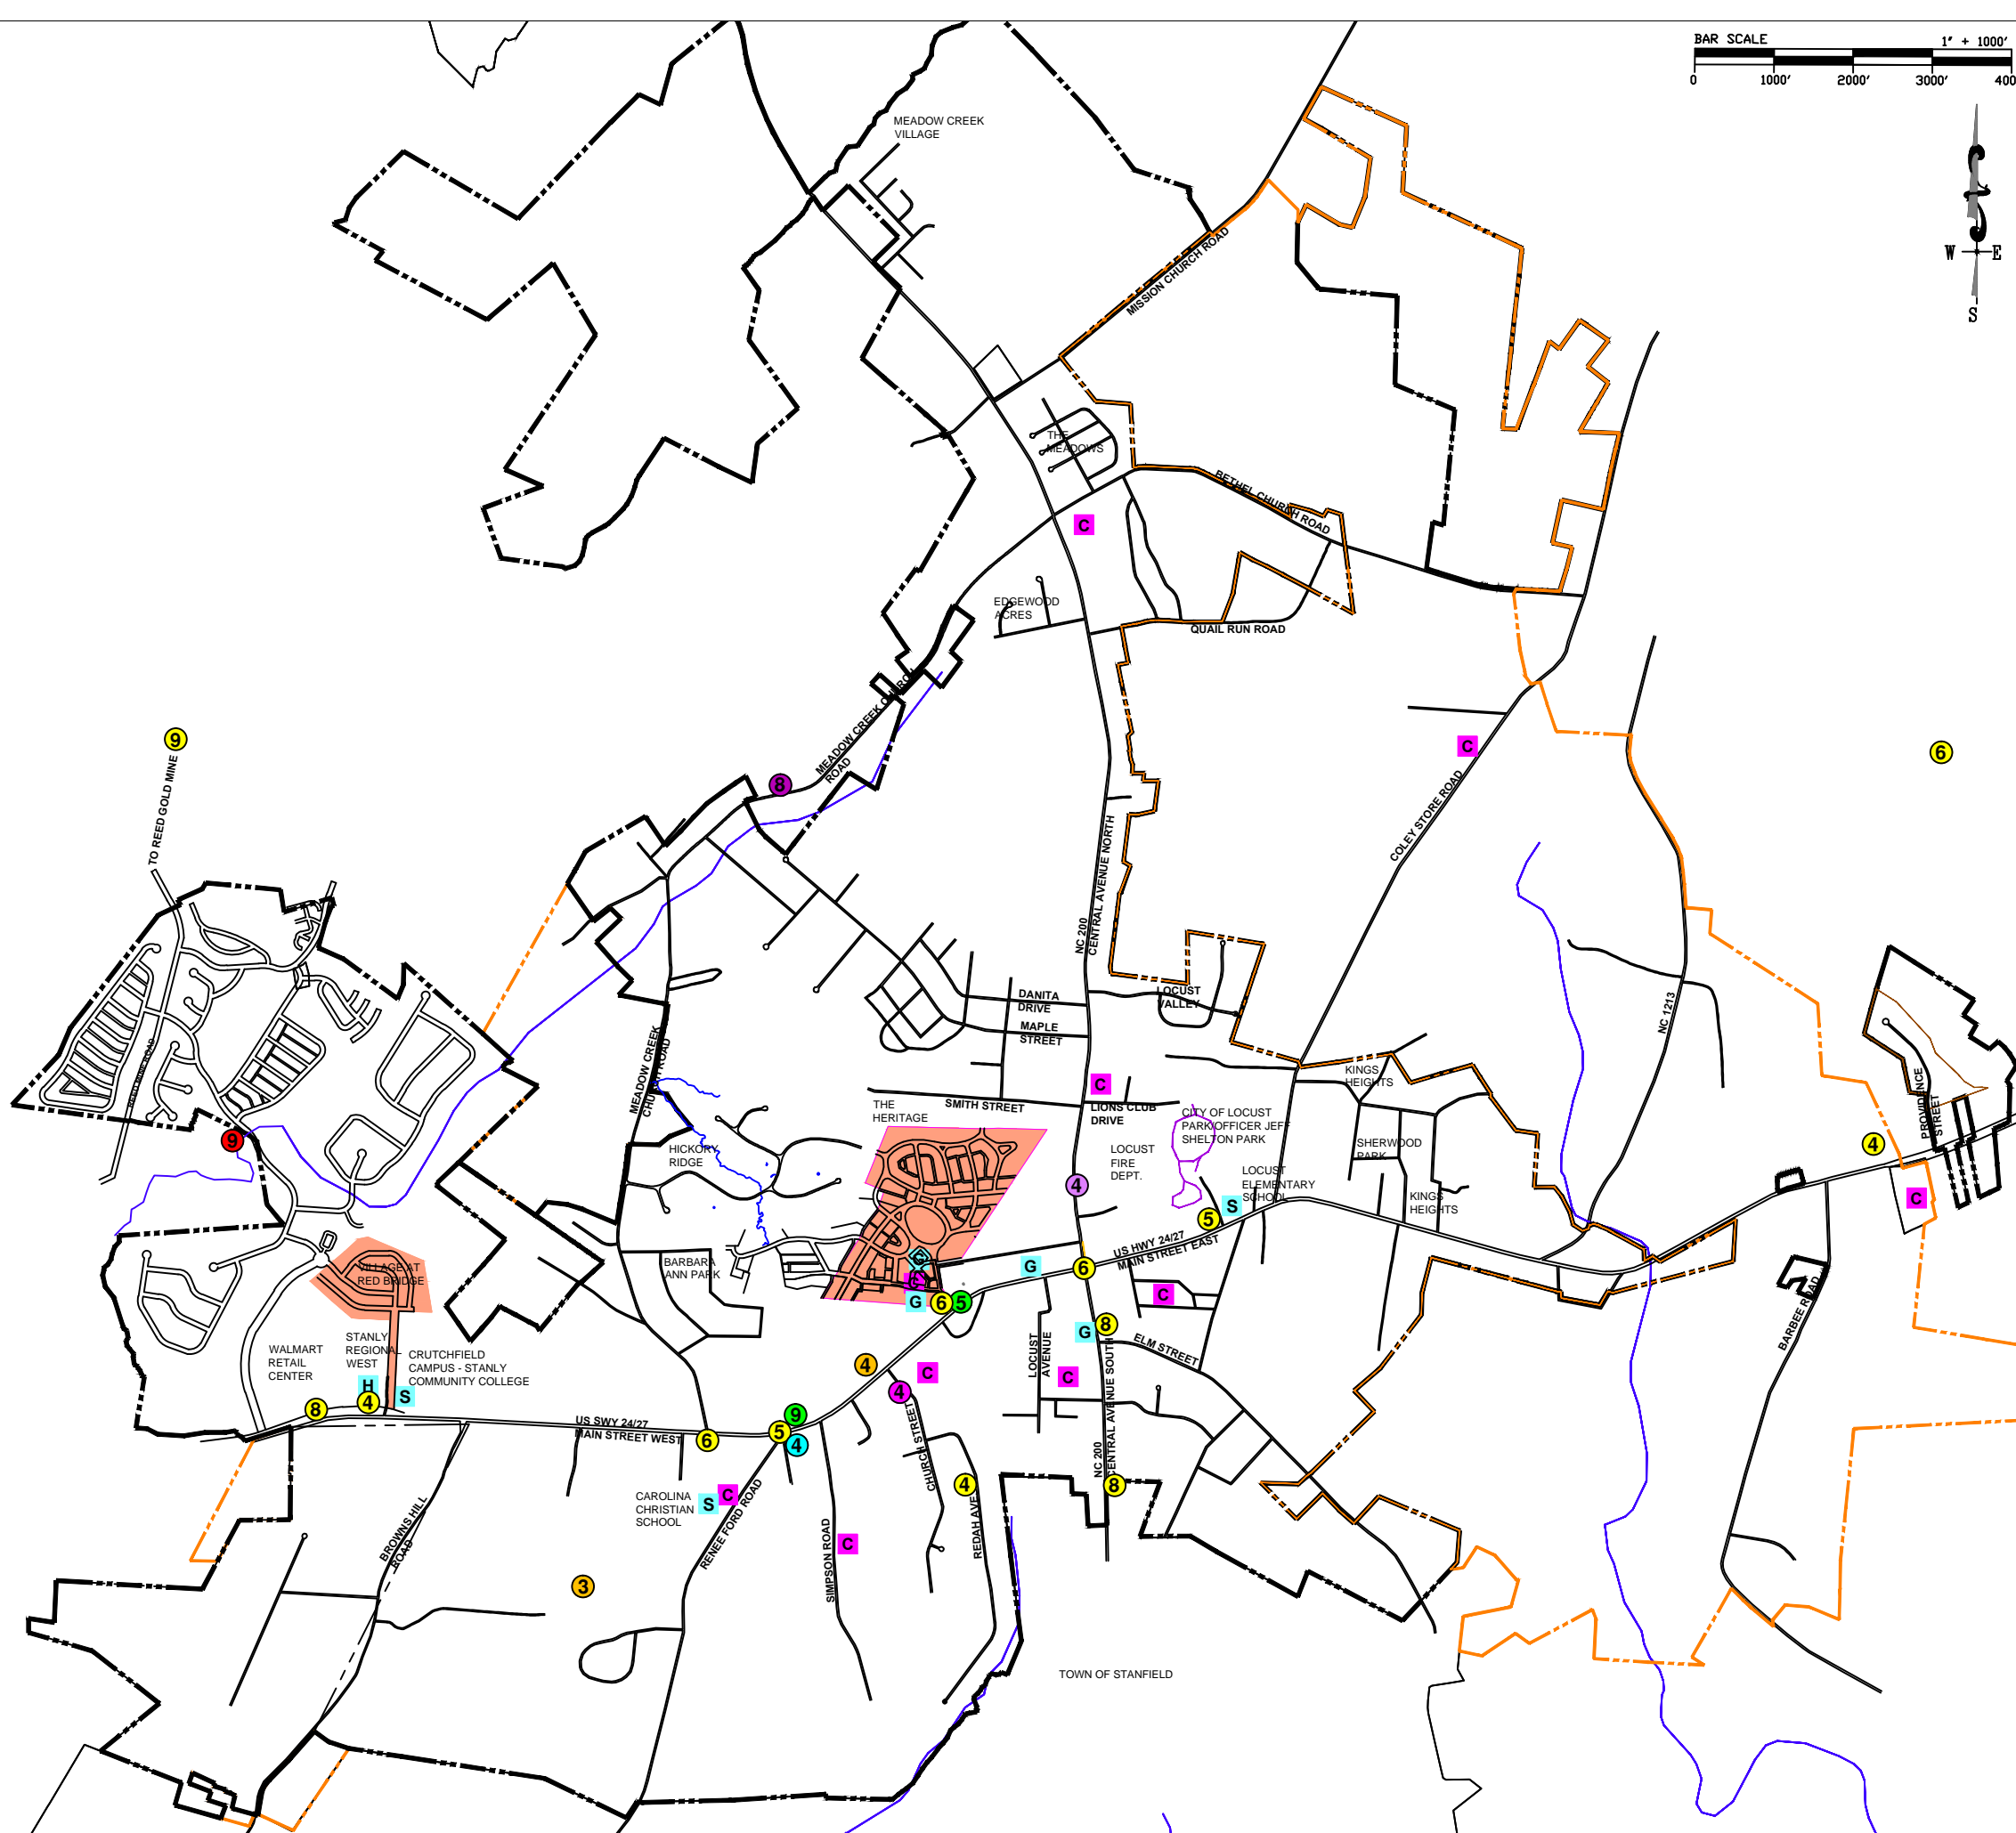 BAR SCALE 1" + 1000'
0 1000' 2000' 3000' 400
W E
S
MEADOW CREEK
VILLAGE
MISSION CHURCH ROAD
THE
MEADOWS
BETHEL CHURCH ROAD
C
EDGEWOOD
ACRES
QUAIL RUN ROAD
MEADOW CREEK CHURCH
ROAD
9
TO REED GOLD MINE
8
C
6
COLEY STORE ROAD
NC 200
CENTRAL AVENUE NORTH
DANITA
DRIVE
MAPLE
STREET
LOCUST
VALLEY
NC 1213
MEADOW CREEK
CHURCH ROAD
REED MINE ROAD
9
KINGS
HEIGHTS
C
THE
HERITAGE
SMITH STREET
LIONS CLUB
DRIVE
CITY OF LOCUST
PARK/OFFICER JEFF
SHELTON PARK
PROVIDENCE
STREET
4
HICKORY
RIDGE
LOCUST
FIRE
DEPT.
SHERWOOD
PARK
LOCUST
ELEMENTARY
SCHOOL
4
S
5
KINGS
HEIGHTS
C
US HWY 24/27
MAIN STREET EAST
VILLAGE AT
RED BRIDGE
BARBARA
ANN PARK
C
C
G
6
5
G
6
C
G
8
BARBEE ROAD
WALMART
RETAIL
CENTER
STANLY
REGIONAL
WEST
CRUTCHFIELD
CAMPUS - STANLY
COMMUNITY COLLEGE
LOCUST
AVENUE
ELM STREET
H
S
4
8
4
C
4
C
US SWY 24/27
MAIN STREET WEST
6
5
9
4
CHURCH STREET
NC 200
CENTRAL AVENUE SOUTH
8
4
CAROLINA
CHRISTIAN
SCHOOL
S
C
RENEE FORD ROAD
BROWNS HILL
ROAD
SIMPSON ROAD
C
REDAH AVE
3
TOWN OF STANFIELD